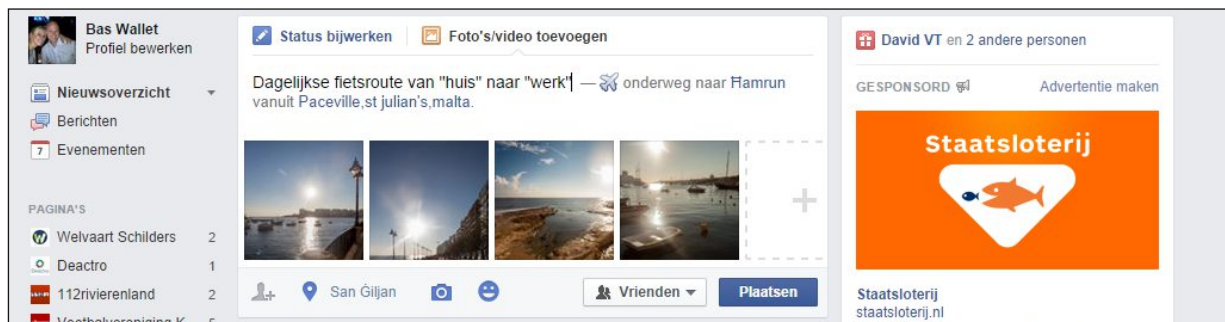 Bas Wallet
Profiel bewerken
Nieuwsoverzicht
Berichten
7 Evenementen
PAGINA'S
Welvaart Schilders 2
Deactro 1
112rivierenland 2
Status bijwerken
Foto's/video toevoegen
Dagelijkse fietsroute van "huis" naar "werk" — onderweg naar Ħamrun
vanuit Paceville,st julian's,malta.
San Ġiljan
Vrienden
Plaatsen
David VT en 2 andere personen
GESPONSORD
Advertentie maken
Staatsloterij
Staatsloterij
staatsloterij.nl